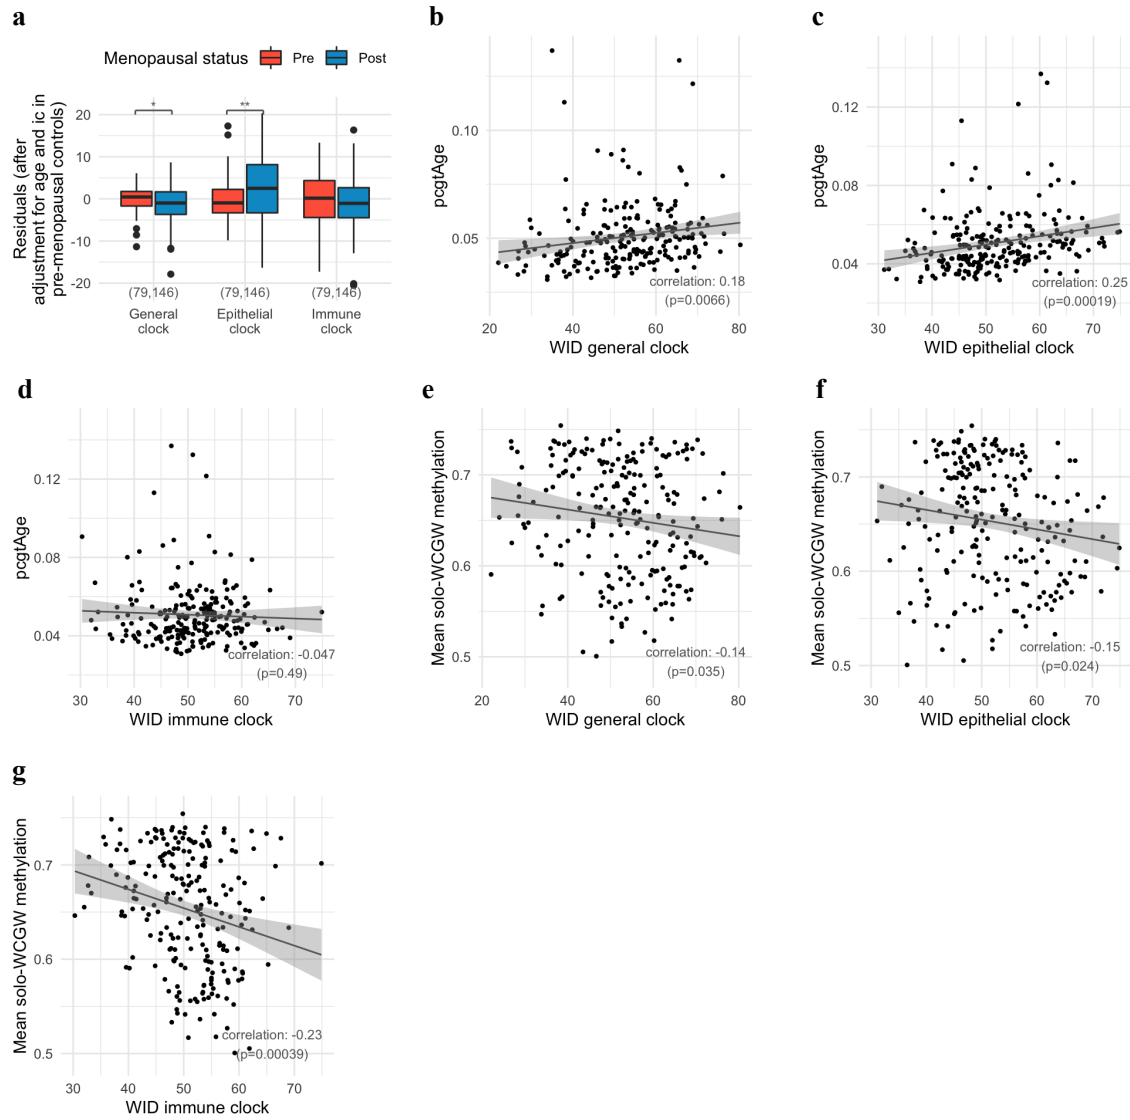 a
Menopausal status Pre Post
Residuals (after
adjustment for age and ic in
pre-menopausal controls)
20
10
0
-10
-20
* **
(79,146) (79,146) (79,146)
General
clock
Epithelial
clock
Immune
clock
b
pcgtAge
0.10
0.05
correlation: 0.18
(p=0.0066)
20 40 60 80
WID general clock
c
pcgtAge
0.12
0.08
0.04
correlation: 0.25
(p=0.00019)
30 40 50 60 70
WID epithelial clock
d
pcgtAge
0.12
0.08
0.04
correlation: -0.047
(p=0.49)
30 40 50 60 70
WID immune clock
e
Mean solo-WCGW methylation
0.7
0.6
0.5
correlation: -0.14
(p=0.035)
20 40 60 80
WID general clock
f
Mean solo-WCGW methylation
0.7
0.6
0.5
correlation: -0.15
(p=0.024)
30 40 50 60 70
WID epithelial clock
g
Mean solo-WCGW methylation
0.7
0.6
0.5
correlation: -0.23
(p=0.00039)
30 40 50 60 70
WID immune clock